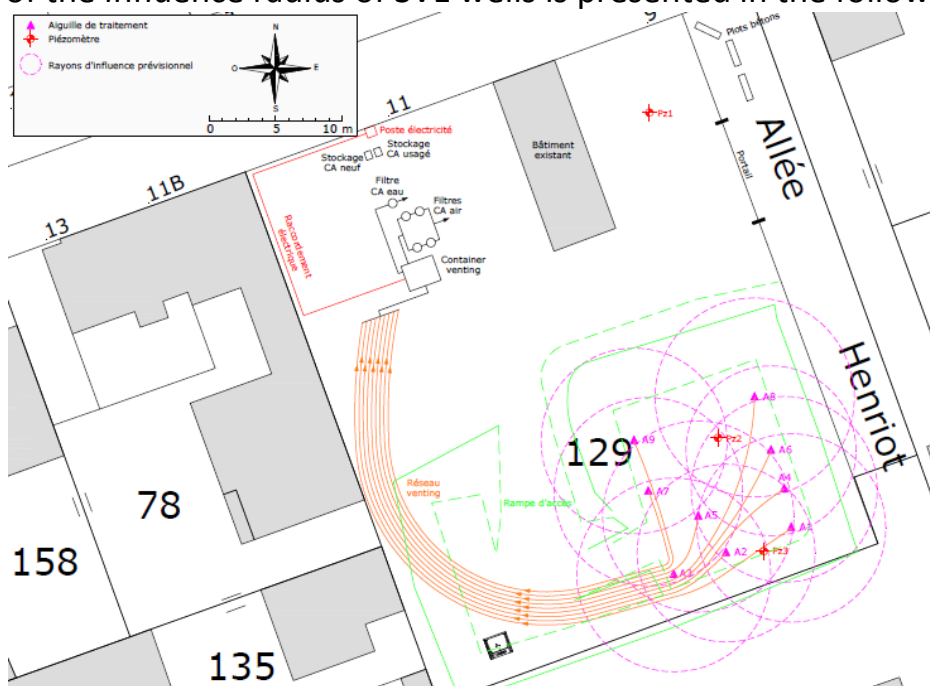 of the influence radius of SVE wells is presented in the follow
Aiguille de traitement
Piézomètre
Rayons d'influence prévisionnel
N
O
E
S
0 5 10 m
9
Plots bétons
11
Pz1
Poste électricité
Stockage
CA usagé
Stockage
CA neuf
Bâtiment
existant
Allée
Portail
11B
Filtre
CA eau
Filtres
CA air
13
Raccordement
électrique
Container
venting
Henriot
A8
129
A9
Pz2
A6
Réseau
venting
A7
A4
78
Rampe d'accès
A5
A1
A2
Pz3
158
A3
135